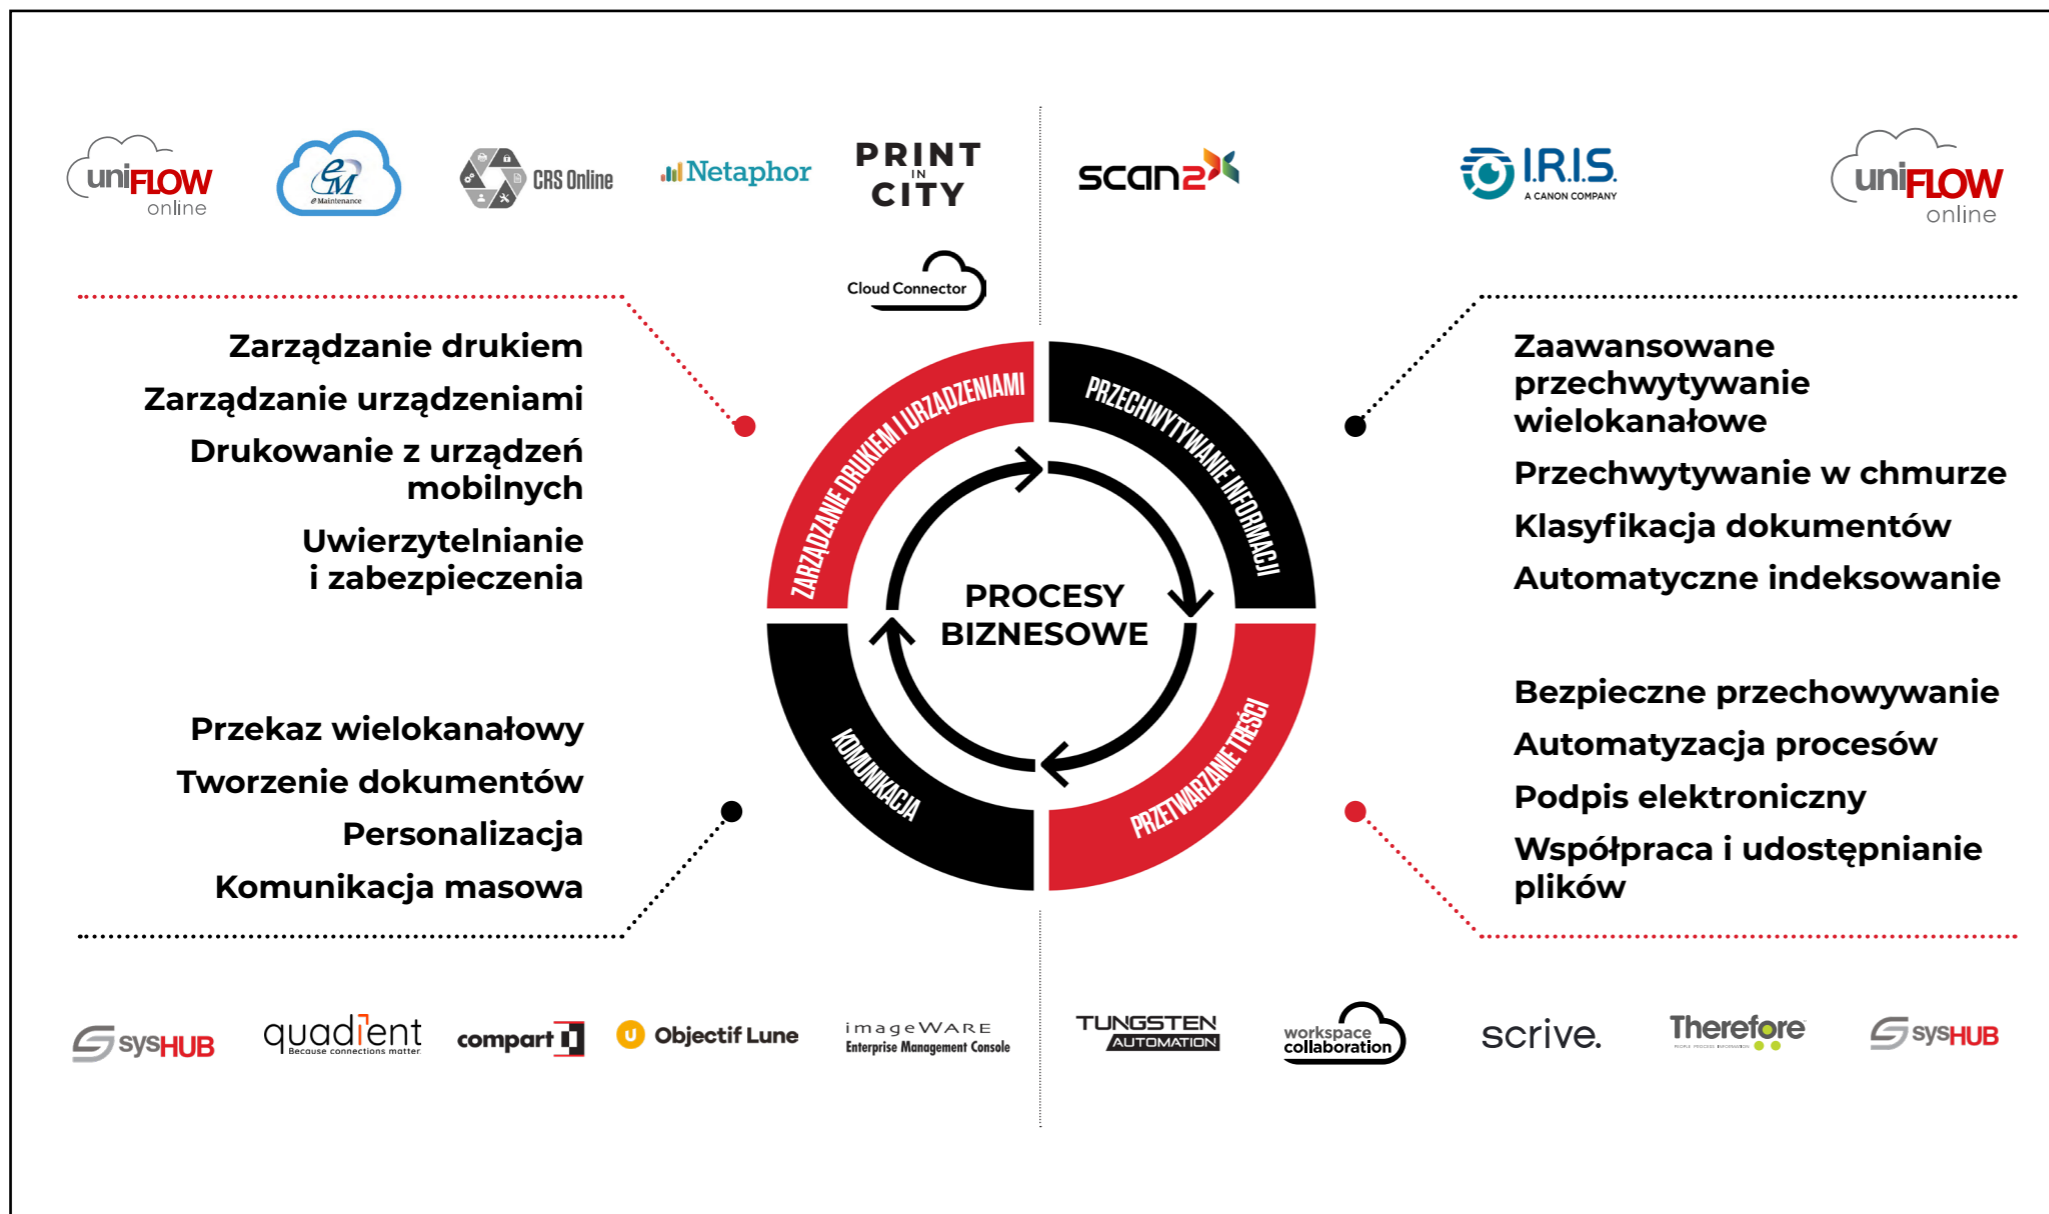 uniFLOW
online
eM
eMaintenance
CRS Online
Netaphor
PRINT
IN
CITY
Cloud Connector
scan2x
I.R.I.S.
A CANON COMPANY
uniFLOW
online
Zarządzanie drukiem
Zarządzanie urządzeniami
Drukowanie z urządzeń
mobilnych
Uwierzytelnianie
i zabezpieczenia
Zaawansowane
przechwytywanie
wielokanałowe
Przechwytywanie w chmurze
Klasyfikacja dokumentów
Automatyczne indeksowanie
ZARZĄDZANIE DRUKIEM I URZĄDZENIAMI
PRZECHWYTYWANIE INFORMACJI
PROCESY
BIZNESOWE
KOMUNIKACJA
PRZETWARZANIE TREŚCI
Przekaz wielokanałowy
Tworzenie dokumentów
Personalizacja
Komunikacja masowa
Bezpieczne przechowywanie
Automatyzacja procesów
Podpis elektroniczny
Współpraca i udostępnianie
plików
sysHUB
quadient
Because connections matter.
compart
Objectif Lune
imageWARE
Enterprise Management Console
TUNGSTEN
AUTOMATION
workspace
collaboration
scrive.
Therefore
PEOPLE PROCESS INFORMATION
sysHUB